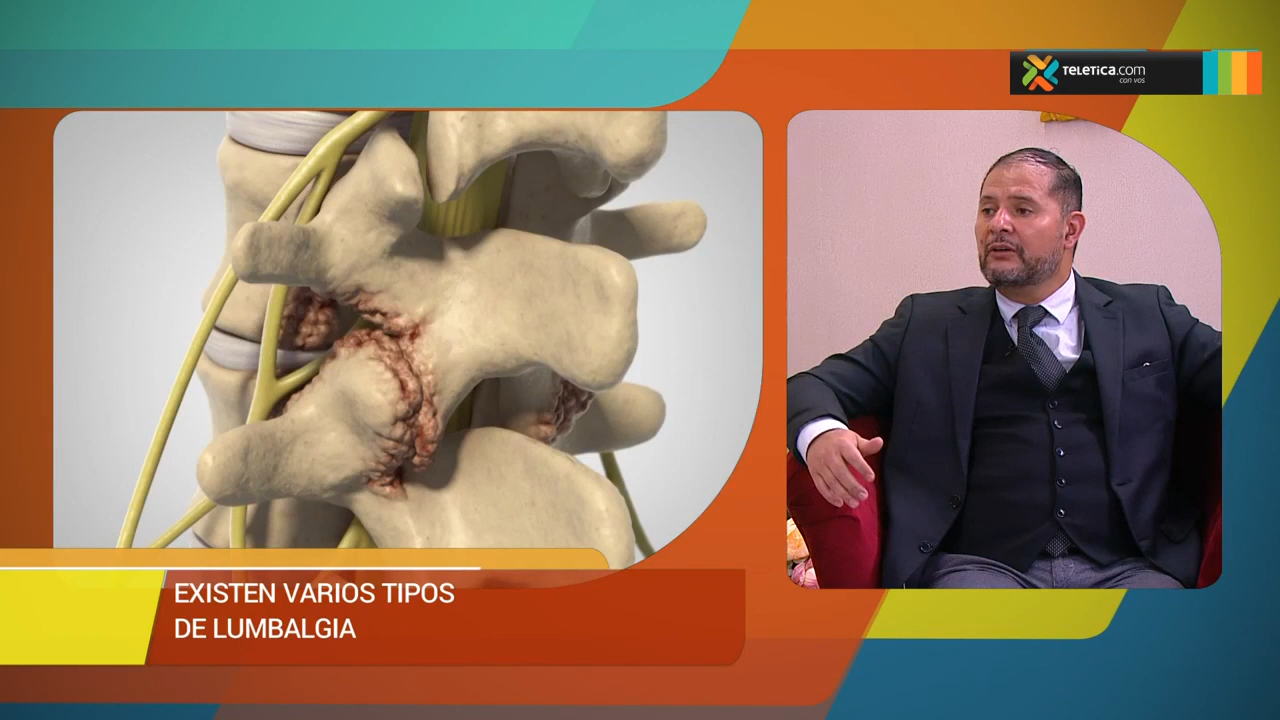 TELETICA.COM
con vos
EXISTEN VARIOS TIPOS
DE LUMBALGIA